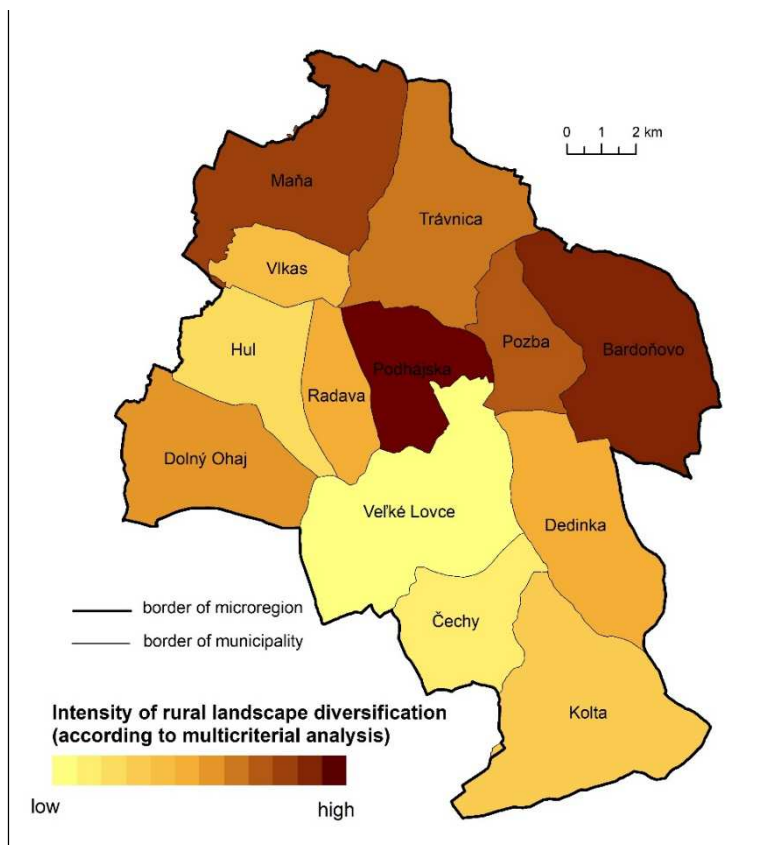 0 1 2 km
Maňa
Trávnica
Vlkas
Hul
Pozba
Bardoňovo
Podhájska
Radava
Dolný Ohaj
Veľké Lovce
Dedinka
border of microregion
border of municipality
Čechy
Kolta
Intensity of rural landscape diversification
(according to multicriterial analysis)
low
high